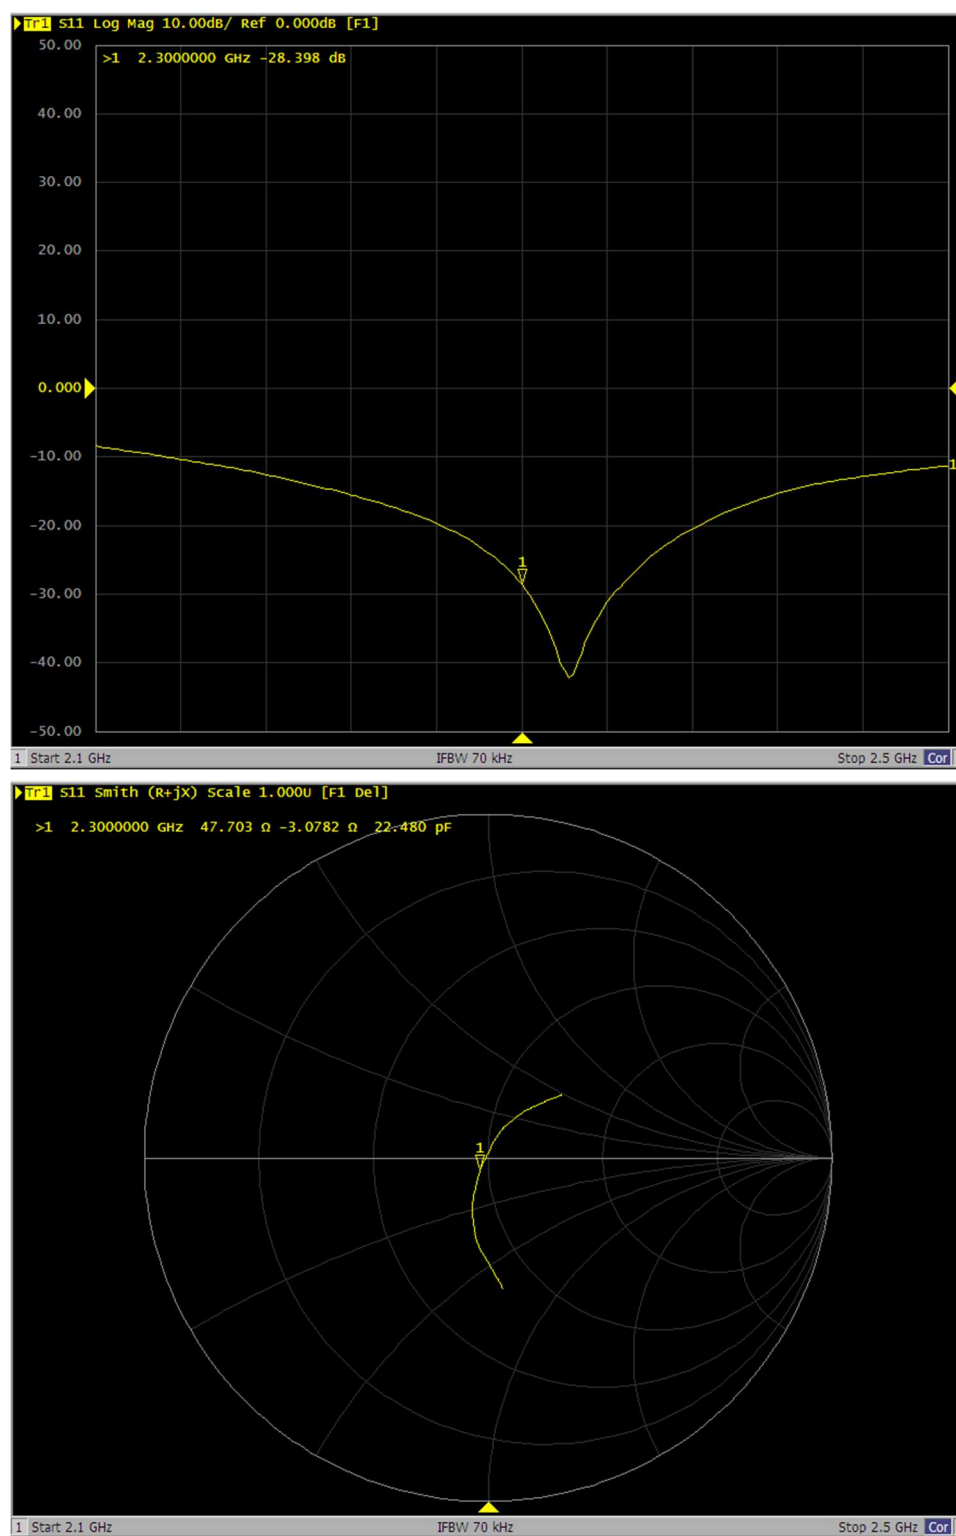 Tr1 S11 Log Mag 10.00dB/ Ref 0.000dB [F1]
50.00
>1 2.3000000 GHz -28.398 dB
40.00
30.00
20.00
10.00
0.000
-10.00
1
-20.00
1
-30.00
-40.00
-50.00
1 Start 2.1 GHz IFBW 70 kHz Stop 2.5 GHz Cor
Tr1 S11 Smith (R+jX) Scale 1.000U [F1 Del]
>1 2.3000000 GHz 47.703 Ω -3.0782 Ω 22.480 pF
1
1 Start 2.1 GHz IFBW 70 kHz Stop 2.5 GHz Cor